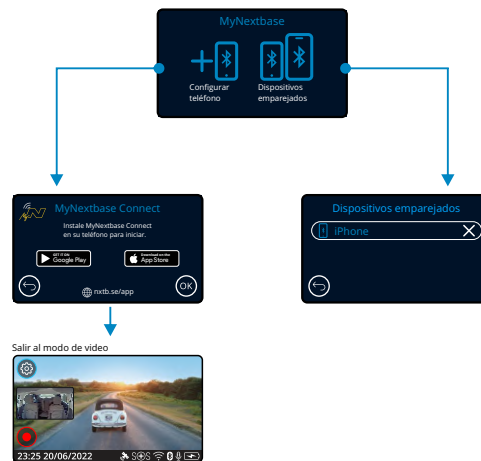 MyNextbase
Configurar
teléfono
Dispositivos
emparejados
MyNextbase Connect
Instale MyNextbase Connect
en su teléfono para iniciar.
GET IT ON
Google Play
Download on the
App Store
nxtb.se/app
OK
Dispositivos emparejados
iPhone
Salir al modo de video
23:25 20/06/2022
SOS